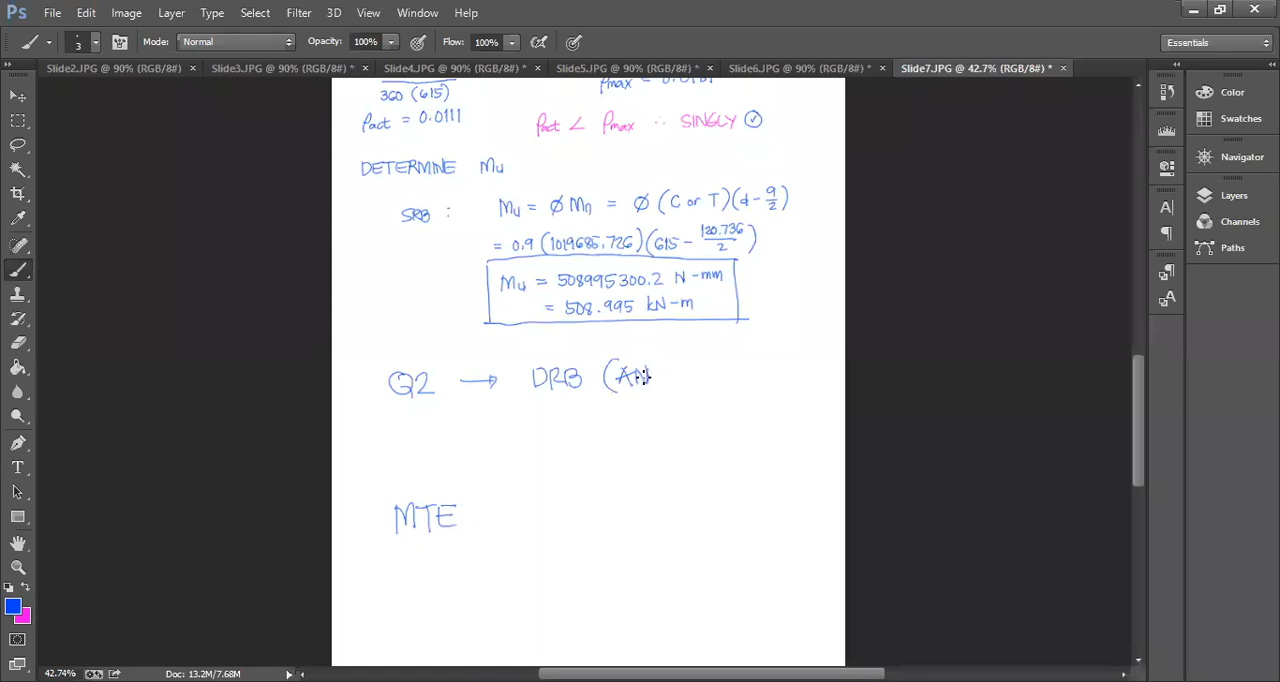 Ps File Edit Image Layer Type Select Filter 3D View Window Help
3 Mode: Normal Opacity: 100% Flow: 100% Essentials
Slide2.JPG @ 90% (RGB/8#) × Slide3.JPG @ 90% (RGB/8#) * × Slide4.JPG @ 90% (RGB/8#) * × Slide5.JPG @ 90% (RGB/8#) * × Slide6.JPG @ 90% (RGB/8#) * × Slide7.JPG @ 42.7% (RGB/8#) * ×
360 (615)
ρact = 0.0111
ρact < ρmax ∴ SINGLY
DETERMINE Mu
SRB : Mu = ø Mn = ø (C or T)(d - a/2)
= 0.9 (1019685.726)(615 - 120.736/2)
Mu = 508995300.2 N-mm
= 508.995 kN-m
Q2 → DRB (AN
MTE
Color
Swatches
Navigator
Layers
Channels
Paths
42.74% Doc: 13.2M/7.68M